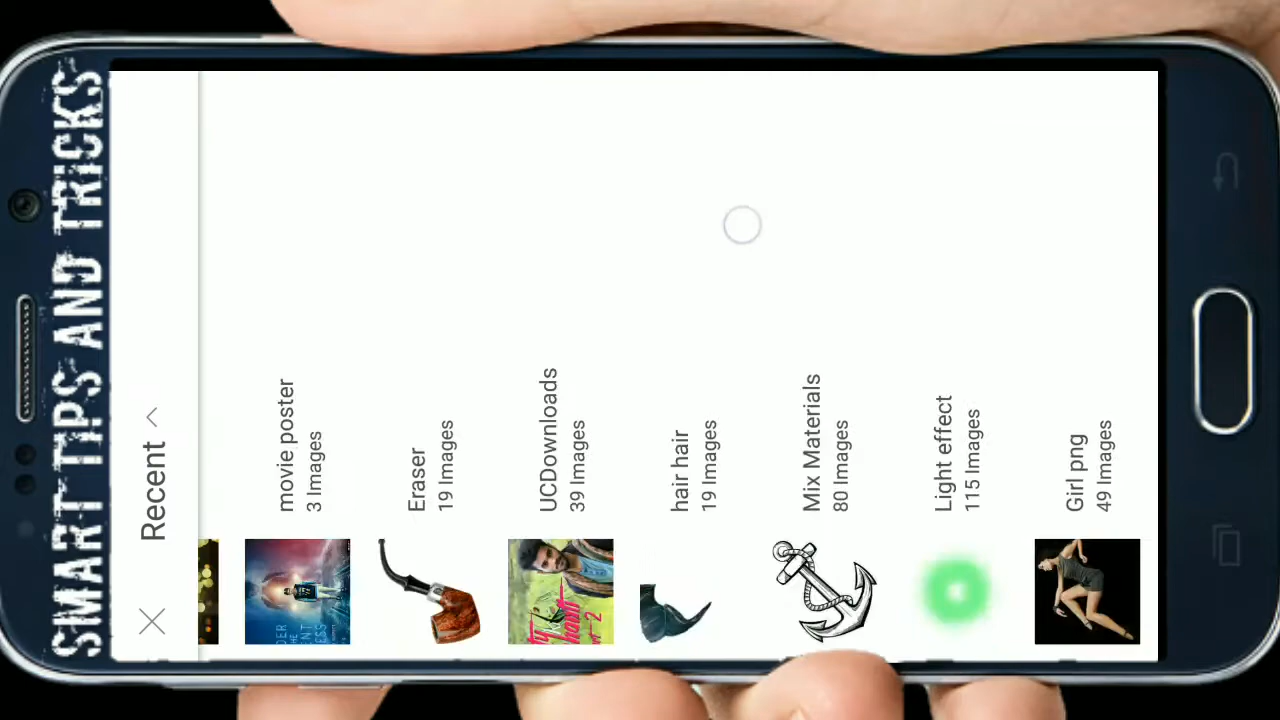 SMART TIPS AND TRICKS
Recent
movie poster
3 Images
Eraser
19 Images
UCDownloads
39 Images
hair hair
19 Images
Mix Materials
80 Images
Light effect
115 Images
Girl png
49 Images